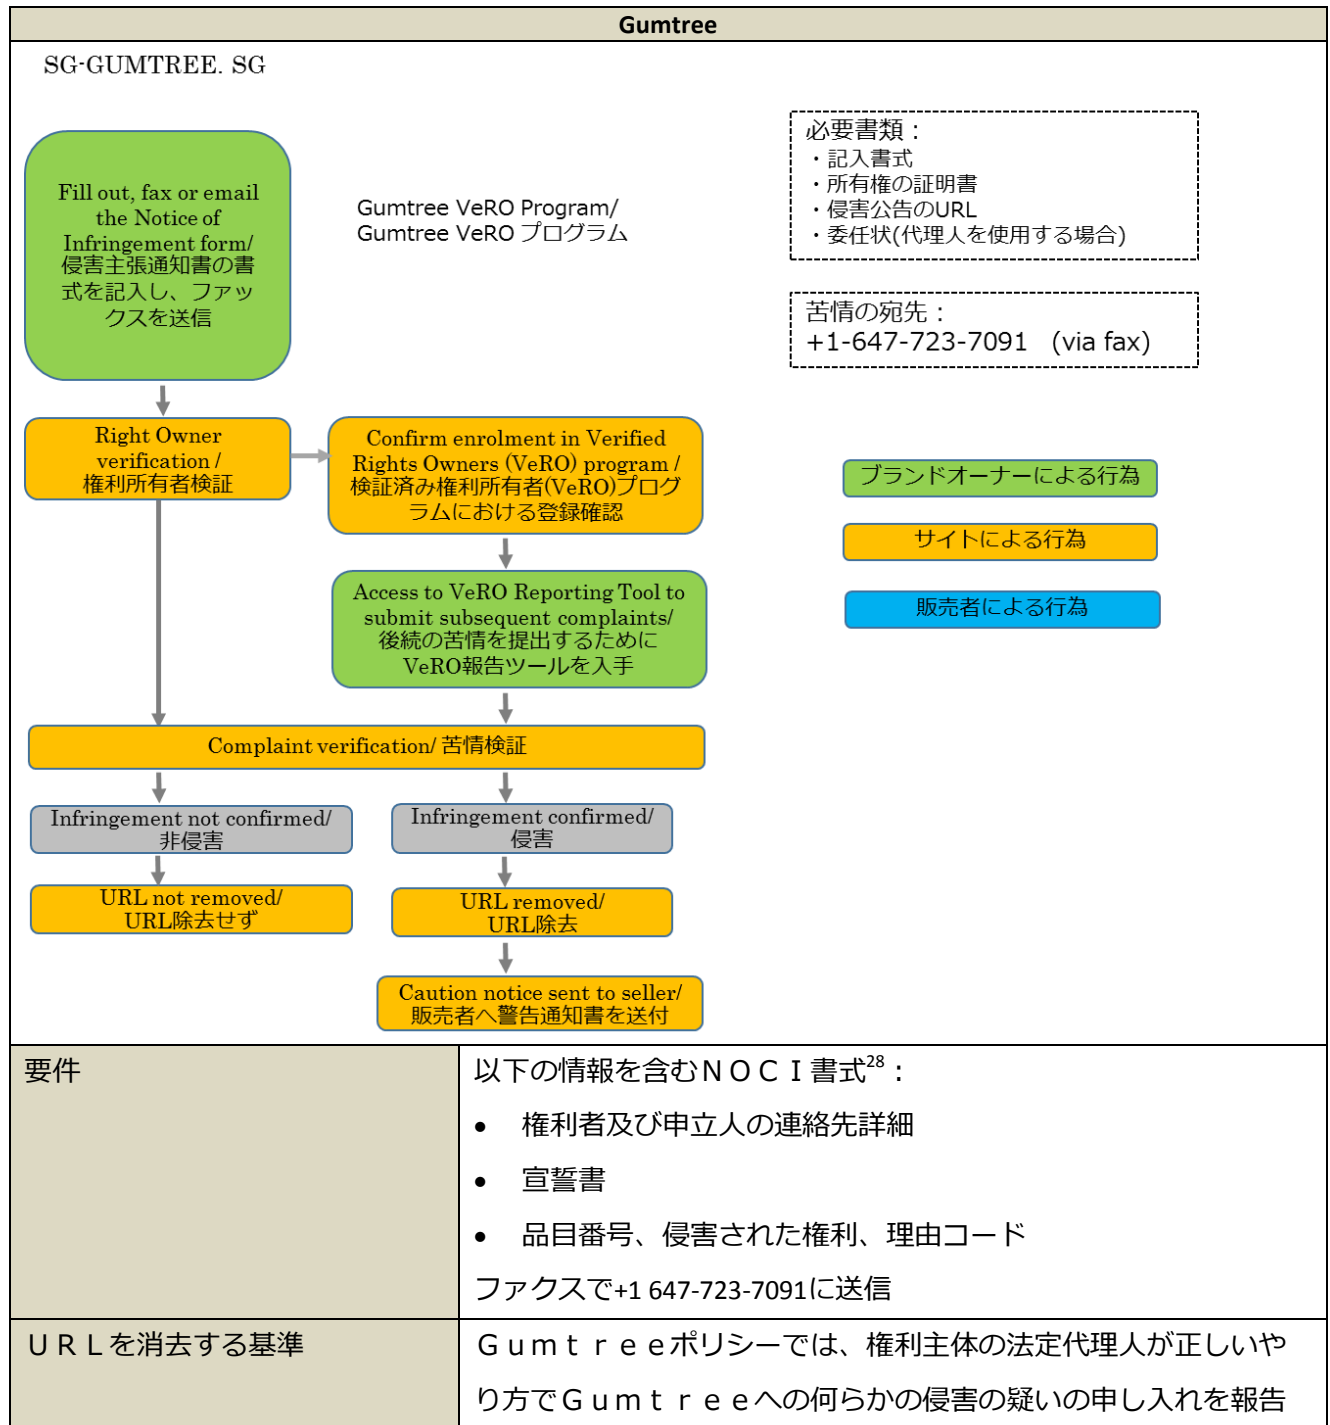 Gumtree
SG-GUMTREE. SG
Fill out, fax or email
the Notice of
Infringement form/
侵害主張通知書の書
式を記入し、ファッ
クスを送信
Gumtree VeRO Program/
Gumtree VeRO プログラム
必要書類：
・記入書式
・所有権の証明書
・侵害公告のURL
・委任状(代理人を使用する場合)
苦情の宛先：
+1-647-723-7091 (via fax)
Right Owner
verification /
権利所有者検証
Confirm enrolment in Verified
Rights Owners (VeRO) program /
検証済み権利所有者(VeRO)プログ
ラムにおける登録確認
ブランドオーナーによる行為
サイトによる行為
販売者による行為
Access to VeRO Reporting Tool to
submit subsequent complaints/
後続の苦情を提出するために
VeRO報告ツールを入手
Complaint verification/ 苦情検証
Infringement not confirmed/
非侵害
Infringement confirmed/
侵害
URL not removed/
URL除去せず
URL removed/
URL除去
Caution notice sent to seller/
販売者へ警告通知書を送付
要件
以下の情報を含むＮＯＣＩ書式28：
• 権利者及び申立人の連絡先詳細
• 宣誓書
• 品目番号、侵害された権利、理由コード
ファクスで+1 647-723-7091に送信
ＵＲＬを消去する基準
Ｇｕｍｔｒｅｅポリシーでは、権利主体の法定代理人が正しいや
り方でＧｕｍｔｒｅｅへの何らかの侵害の疑いの申し入れを報告